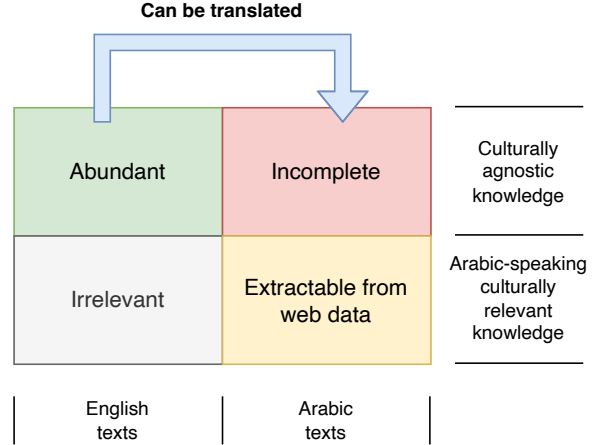 Can be translated
Abundant
Incomplete
Culturally
agnostic
knowledge
Irrelevant
Extractable from
web data
Arabic-speaking
culturally
relevant
knowledge
English
texts
Arabic
texts